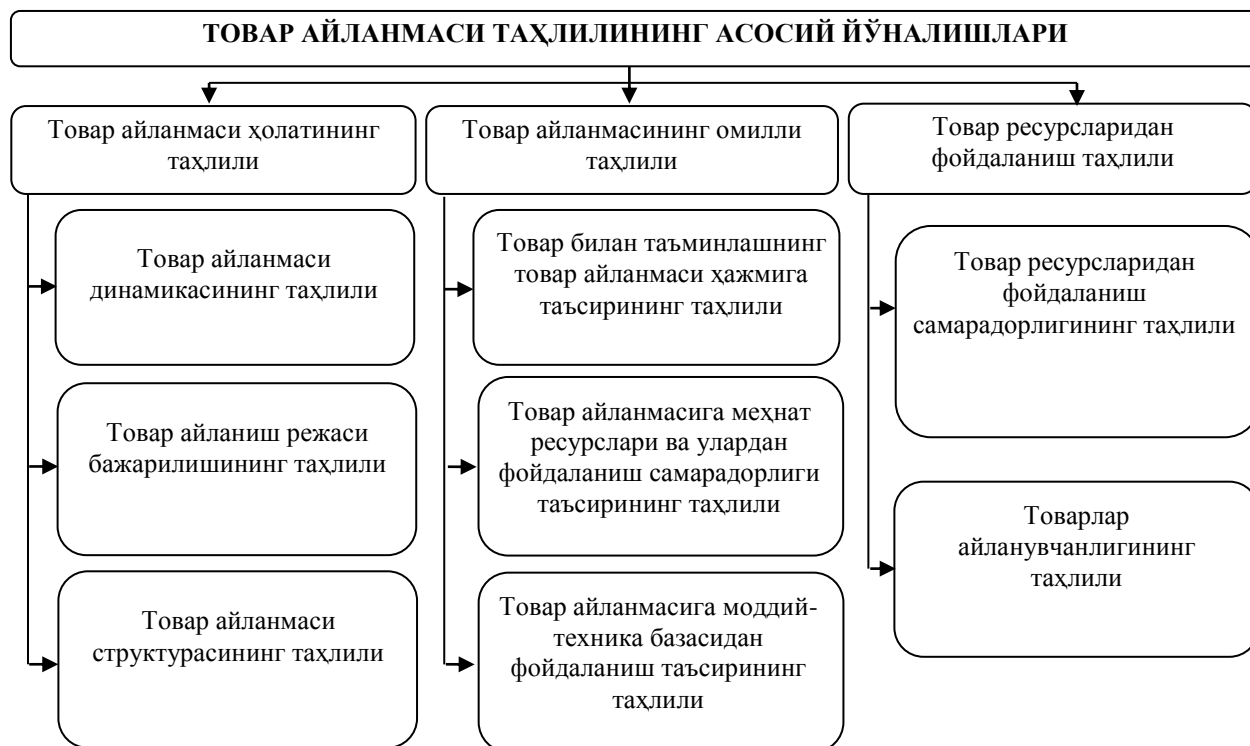 ТОВАР АЙЛАНМАСИ ТАҲЛИЛИНИНГ АСОСИЙ ЙЎНАЛИШЛАРИ
Товар айланмаси ҳолатининг
таҳлили
Товар айланмаси
динамикасининг таҳлили
Товар айланиш режаси
бажарилишининг таҳлили
Товар айланмаси
структурасининг таҳлили
Товар айланмасининг омилли
таҳлили
Товар билан таъминлашнинг
товар айланмаси ҳажмига
таъсирининг таҳлили
Товар айланмасига меҳнат
ресурслари ва улардан
фойдаланиш самарадорлиги
таъсирининг таҳлили
Товар айланмасига моддий-
техника базасидан
фойдаланиш таъсирининг
таҳлили
Товар ресурсларидан
фойдаланиш таҳлили
Товар ресурсларидан
фойдаланиш
самарадорлигининг таҳлили
Товарлар
айланувчанлигининг
таҳлили